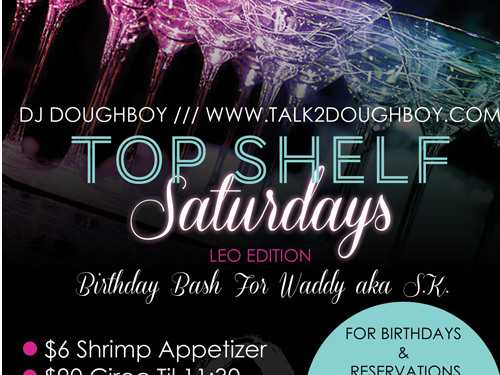 DJ DOUGHBOY /// WWW.TALK2DOUGHBOY.COM
TOP SHELF
Saturdays
LEO EDITION
Birthday Bash For Waddy aka S.K.
• $6 Shrimp Appetizer
FOR BIRTHDAYS
&
RESERVATIONS